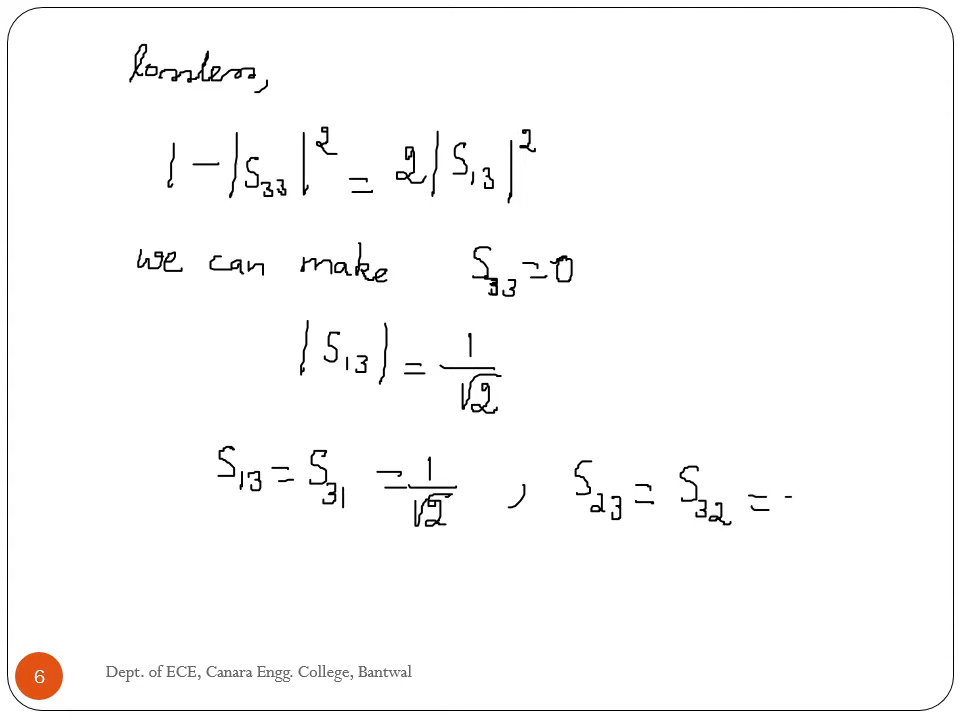 lossless,
1 - |S₃₃|² = 2|S₁₃|²
we can make S₃₃ = 0
|S₁₃| = 1/√2
S₁₃ = S₃₁ = 1/√2 , S₂₃ = S₃₂ = -
6 Dept. of ECE, Canara Engg. College, Bantwal